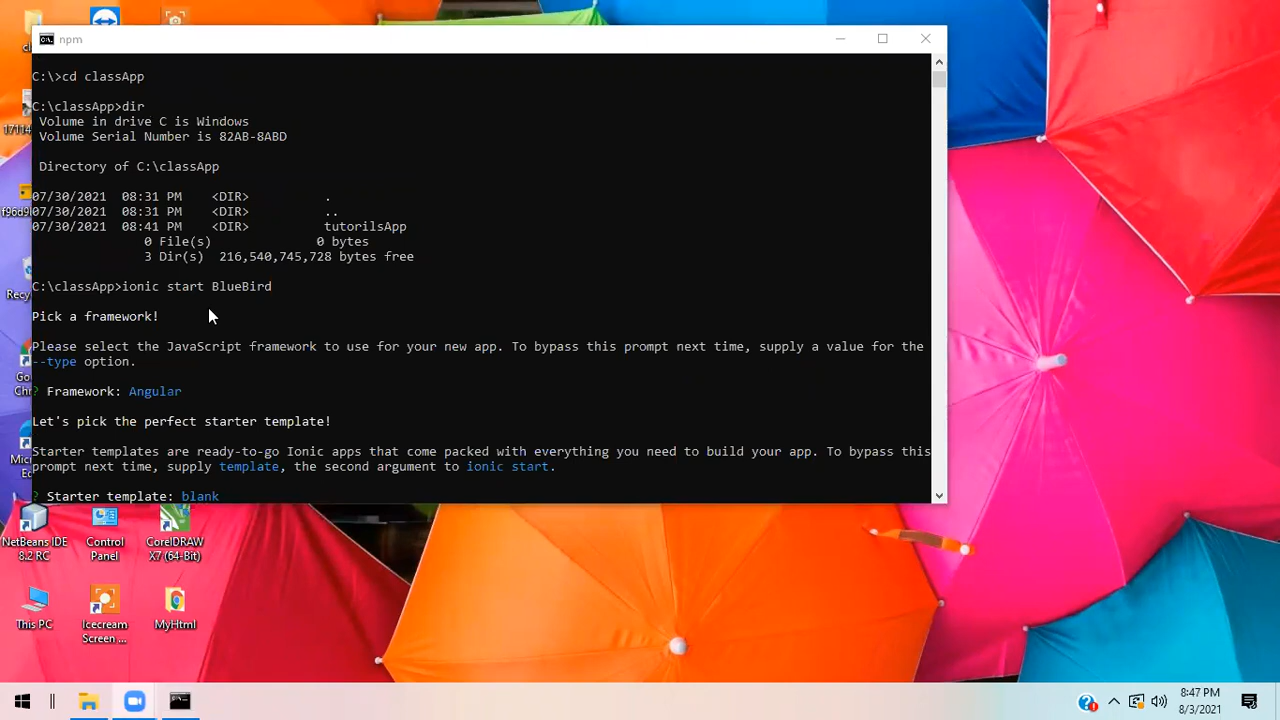 npm
C:\>cd classApp
C:\classApp>dir
Volume in drive C is Windows
Volume Serial Number is 82AB-8ABD
Directory of C:\classApp
07/30/2021 08:31 PM <DIR> .
07/30/2021 08:31 PM <DIR> ..
07/30/2021 08:41 PM <DIR> tutorilsApp
0 File(s) 0 bytes
3 Dir(s) 216,540,745,728 bytes free
C:\classApp>ionic start BlueBird
Pick a framework!
Please select the JavaScript framework to use for your new app. To bypass this prompt next time, supply a value for the
--type option.
? Framework: Angular
Let's pick the perfect starter template!
Starter templates are ready-to-go Ionic apps that come packed with everything you need to build your app. To bypass this
prompt next time, supply template, the second argument to ionic start.
? Starter template: blank
NetBeans IDE
8.2 RC
Control
Panel
CorelDRAW
X7 (64-Bit)
This PC
Icecream
Screen ...
MyHtml
8:47 PM
8/3/2021